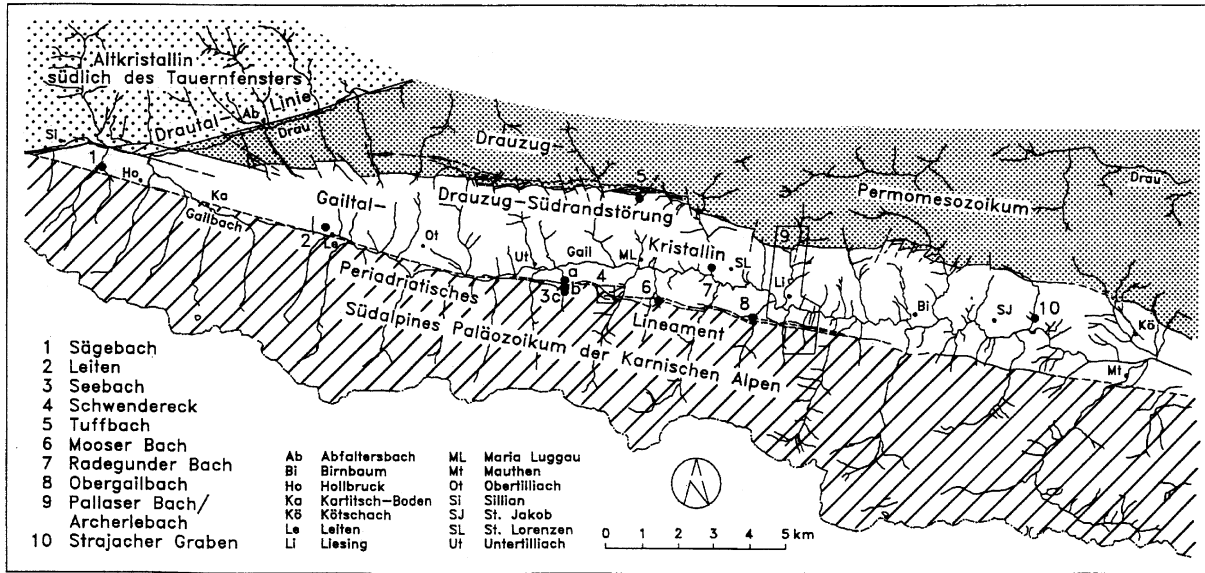 Altkristallin
südlich des Tauernfensters
Drautal-Linie
Ab
Drau
Si
1
Ho
Ka
Gailbach
2
Le
Ot
Gailtal-
Drauzug-
Drauzug-Südrandstörung
5
Permomesozoikum
Drau
9
Kristallin
Ut
Gail
ML
SL
7
Li
a
b
3c
4
6
8
Bi
SJ
10
Kö
Mt
Periadriatisches
Lineament
Südalpines Paläozoikum der Karnischen Alpen
1 Sägebach
2 Leiten
3 Seebach
4 Schwendereck
5 Tuffbach
6 Mooser Bach
7 Radegunder Bach
8 Obergailbach
9 Pallaser Bach/
Archerlebach
10 Strajacher Graben
Ab Abfaltersbach
Bi Birnbaum
Ho Hollbruck
Ka Kartitsch-Boden
Kö Kötschach
Le Leiten
Li Liesing
ML Maria Luggau
Mt Mauthen
Ot Obertilliach
Si Sillian
SJ St. Jakob
SL St. Lorenzen
Ut Untertilliach
N
0 1 2 3 4 5 km